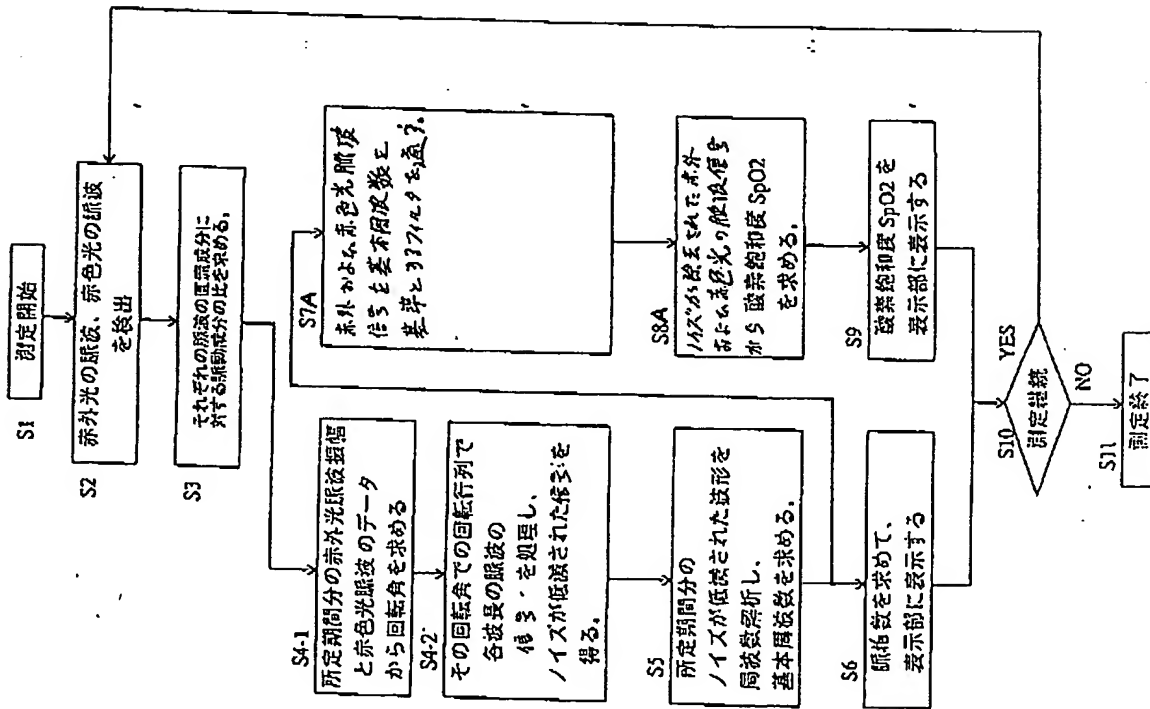 S1
測定開始
S2
赤外光の脈波、赤色光の脈波
を検出
S3
それぞれの脈波の直流成分に
対する脈動成分の比を求める。
S4-1
所定期間分の赤外光脈波振幅
と赤色光脈波のデータ
から回転角を求める
S4-2
その回転角での回転行列で
各波長の脈波の
信号を処理し、
ノイズが低減された信号を
得る。
S5
所定期間分の
ノイズが低減された波形を
周波数解析し、
基本周波数を求める。
S6
脈拍数を求めて、
表示部に表示する
S7A
赤外および赤色光脈波
信号を基本周波数を
基準とするフィルタを通す。
S8A
ノイズが除去された赤外
および赤色光の脈波信号
から 酸素飽和度 SpO2
を求める。
S9
酸素飽和度 SpO2 を
表示部に表示する
S10
測定継続
YES
NO
S11
測定終了